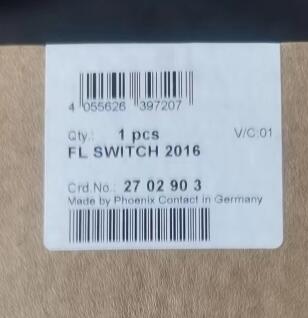 4 055626 397207
Qty.: 1 pcs V/C:01
FL SWITCH 2016
Ord.No.: 27 02 90 3
Made by Phoenix Contact in Germany